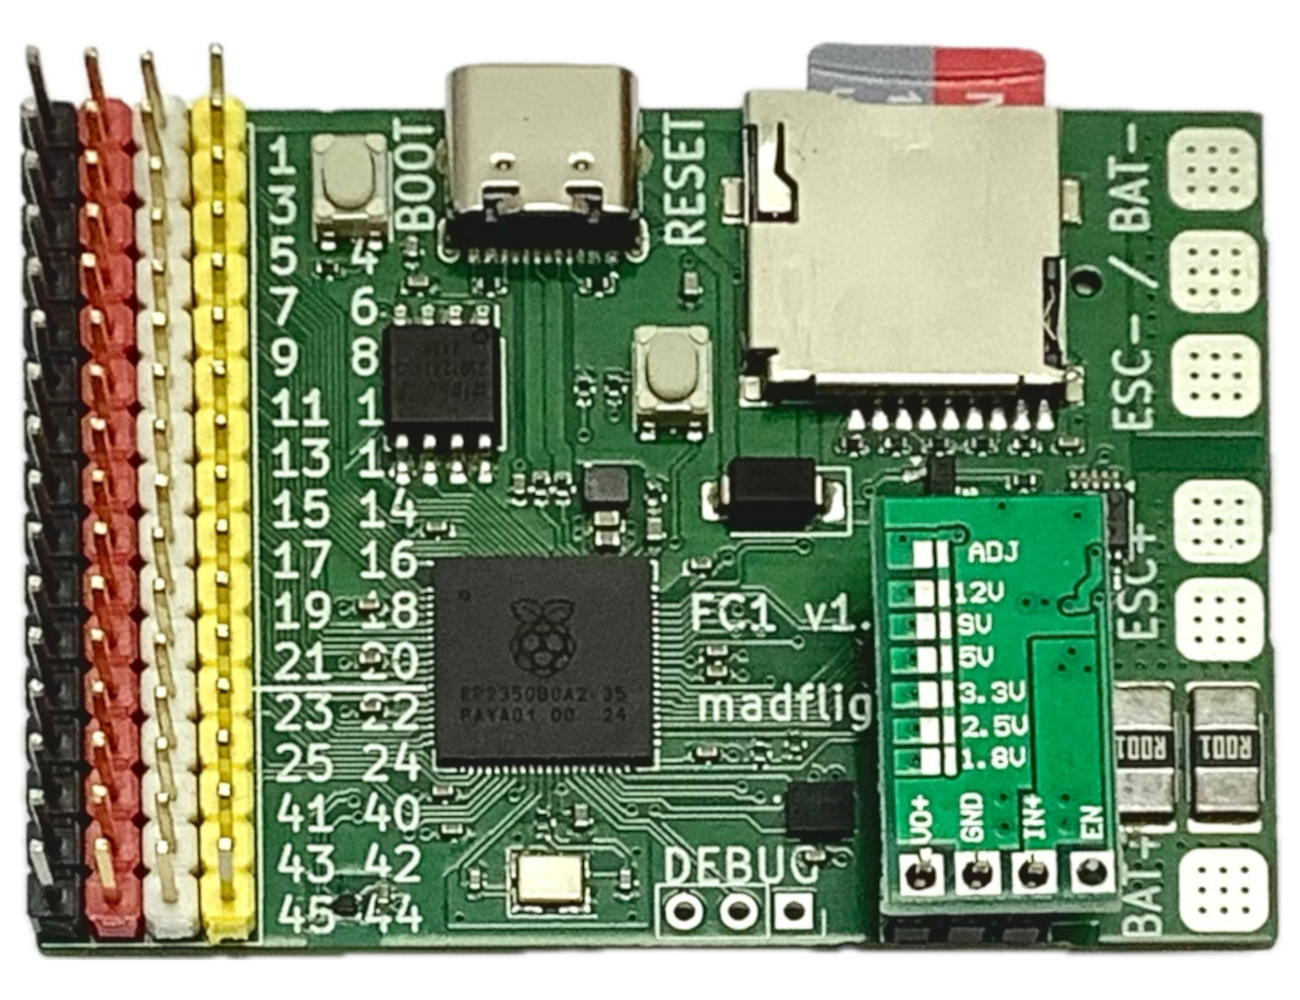 1
3
5 4
7 6
9 8
11 1
13 1
15 14
17 16
19 18
21 20
23 22
25 24
41 40
43 42
45 44
BOOT
RESET
ESC- / BAT-
ESC+
BAT+
FC1 v1.
madflig
RP2350B0A2 35
00 24
DEBUG
ADJ
12V
9V
5V
3.3V
2.5V
1.8V
VO+
GND
IN+
EN
R001
R001